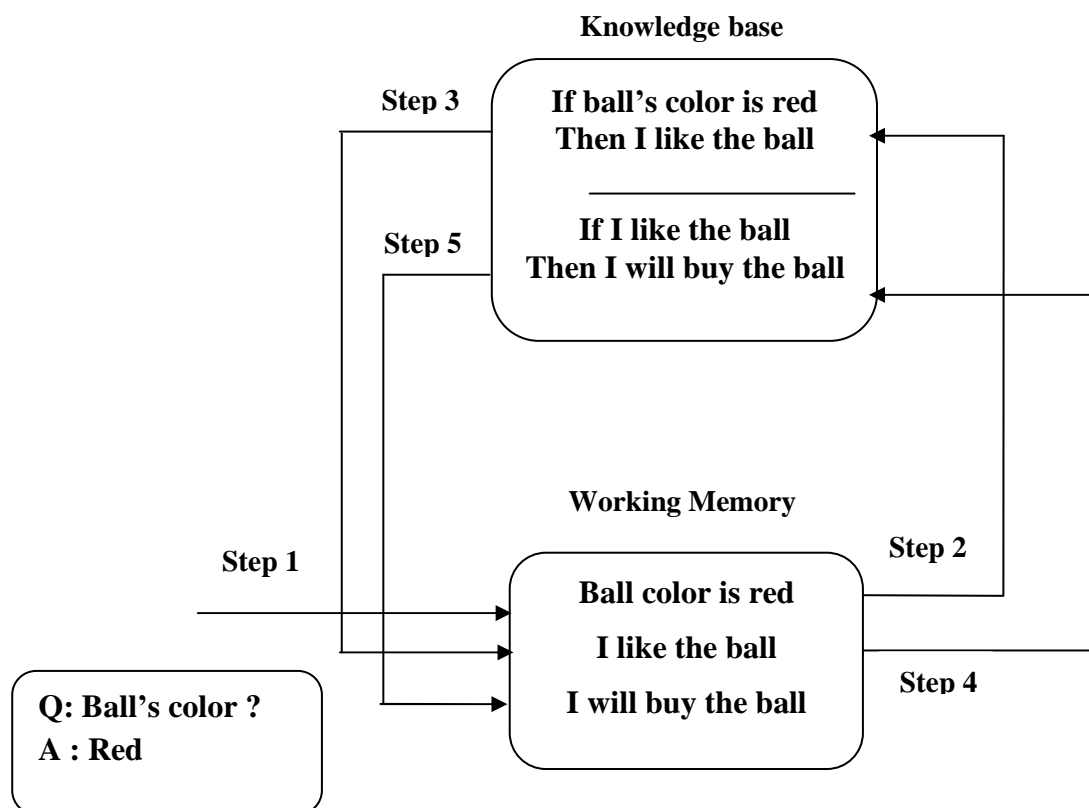 Knowledge base
Step 3
If ball’s color is red
Then I like the ball
Step 5
If I like the ball
Then I will buy the ball
Working Memory
Step 1
Step 2
Ball color is red
I like the ball
I will buy the ball
Step 4
Q: Ball’s color ?
A : Red